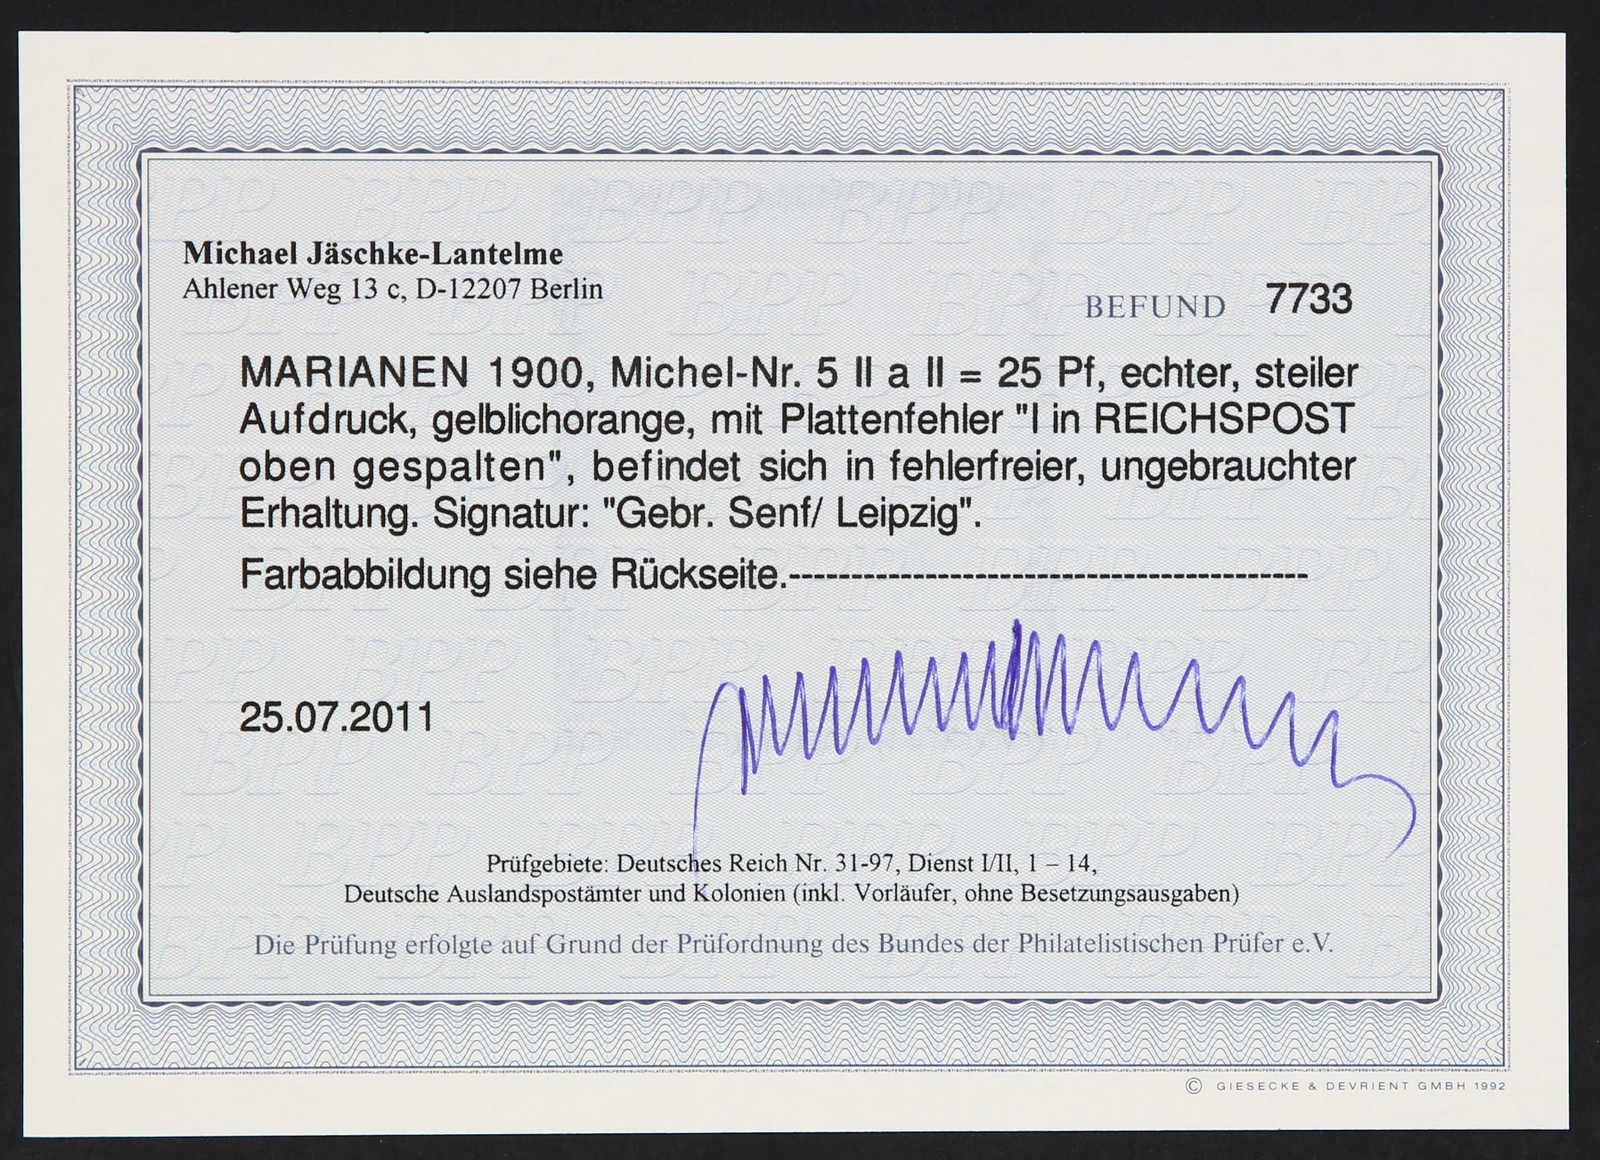 Michael Jäschke-Lantelme
Ahlener Weg 13 c, D-12207 Berlin
BEFUND 7733
MARIANEN 1900, Michel-Nr. 5 II a II = 25 Pf, echter, steiler
Aufdruck, gelblichorange, mit Plattenfehler "I in REICHSPOST
oben gespalten", befindet sich in fehlerfreier, ungebrauchter
Erhaltung. Signatur: "Gebr. Senf/ Leipzig".
Farbabbildung siehe Rückseite.------------------------------------------
25.07.2011
Prüfgebiete: Deutsches Reich Nr. 31-97, Dienst I/II, 1 – 14,
Deutsche Auslandspostämter und Kolonien (inkl. Vorläufer, ohne Besetzungsausgaben)
Die Prüfung erfolgte auf Grund der Prüfordnung des Bundes der Philatelistischen Prüfer e.V.
© GIESECKE & DEVRIENT GMBH 1992